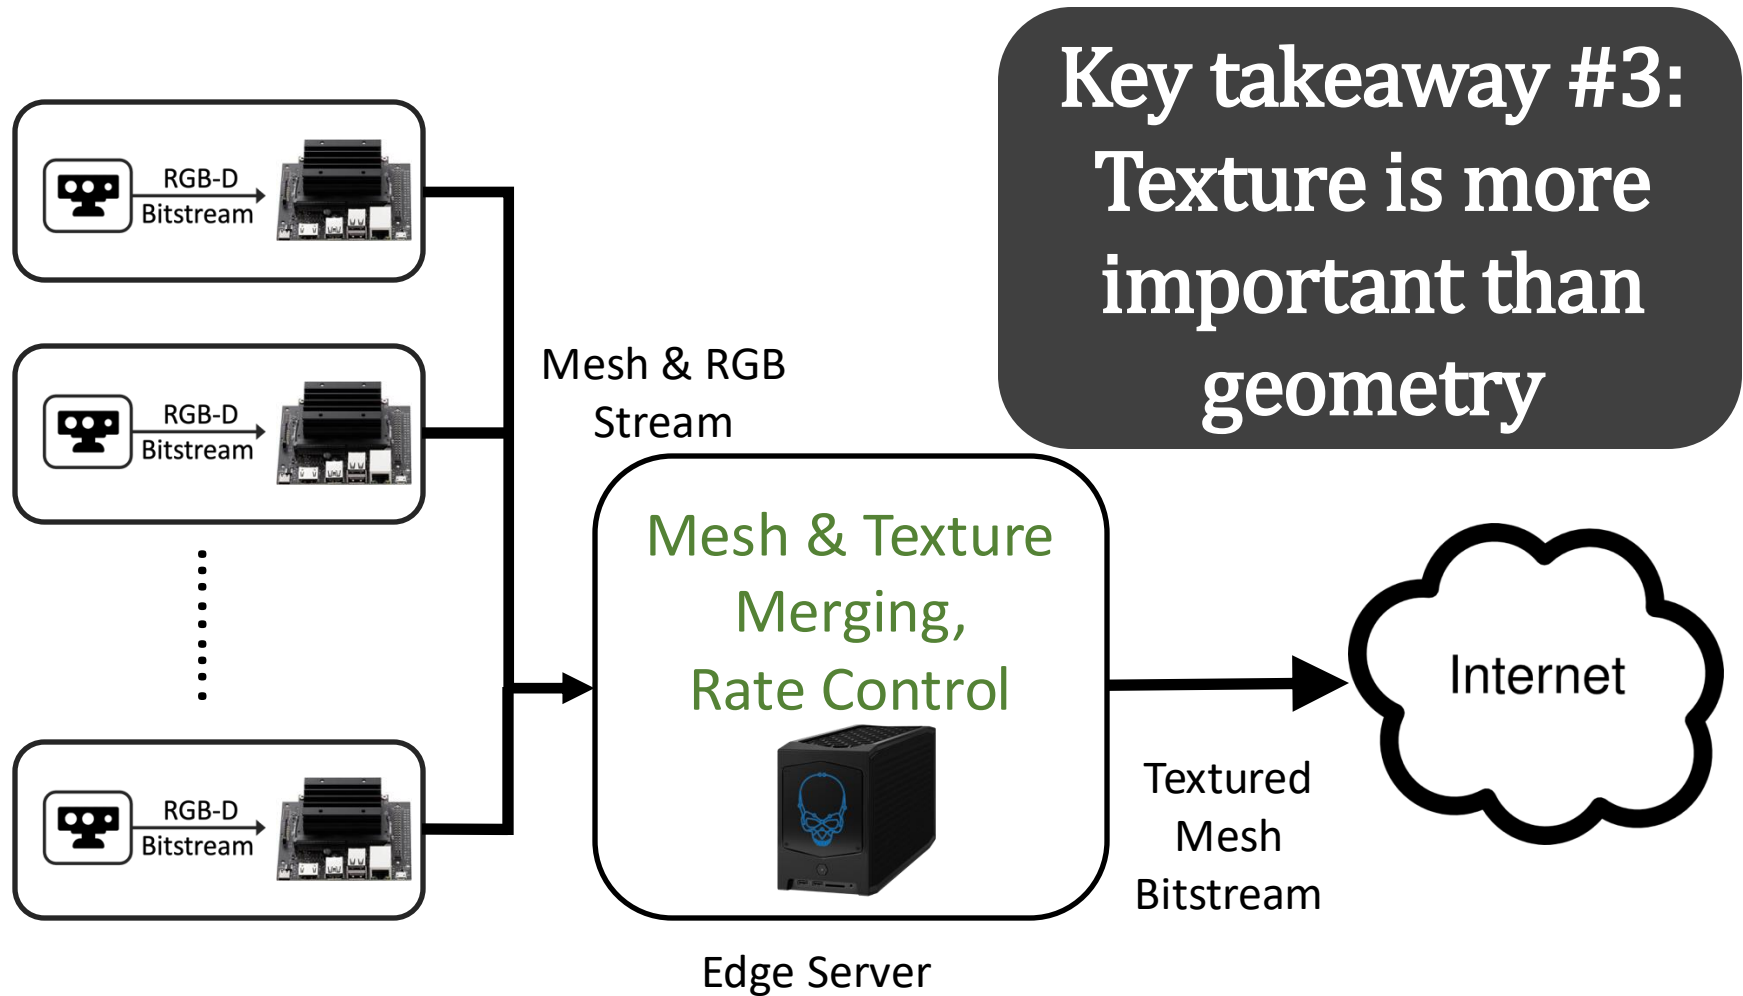 Key takeaway #3:
Texture is more
important than
geometry
RGB-D
Bitstream
RGB-D
Bitstream
RGB-D
Bitstream
Mesh & RGB
Stream
Mesh & Texture
Merging,
Rate Control
Edge Server
Textured
Mesh
Bitstream
Internet